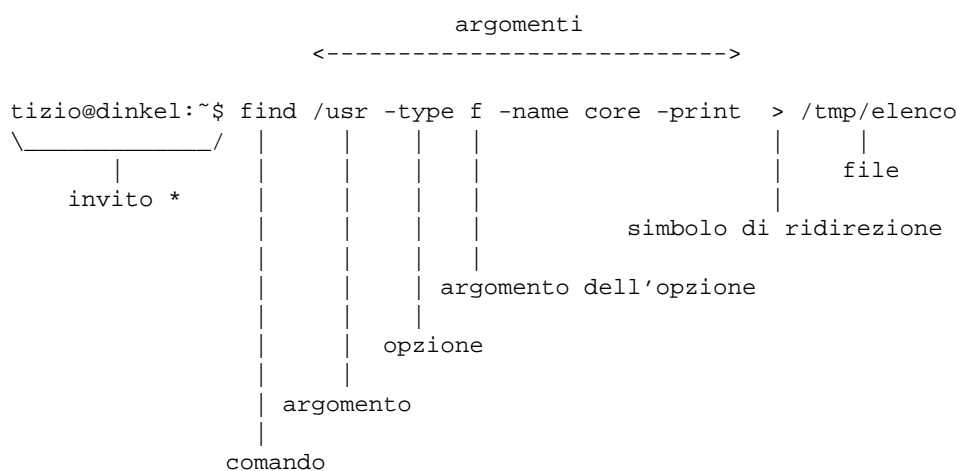 argomenti
<---------------------------->
tizio@dinkel:~$ find /usr -type f -name core -print > /tmp/elenco
file
invito *
simbolo di ridirezione
argomento dell'opzione
opzione
argomento
comando